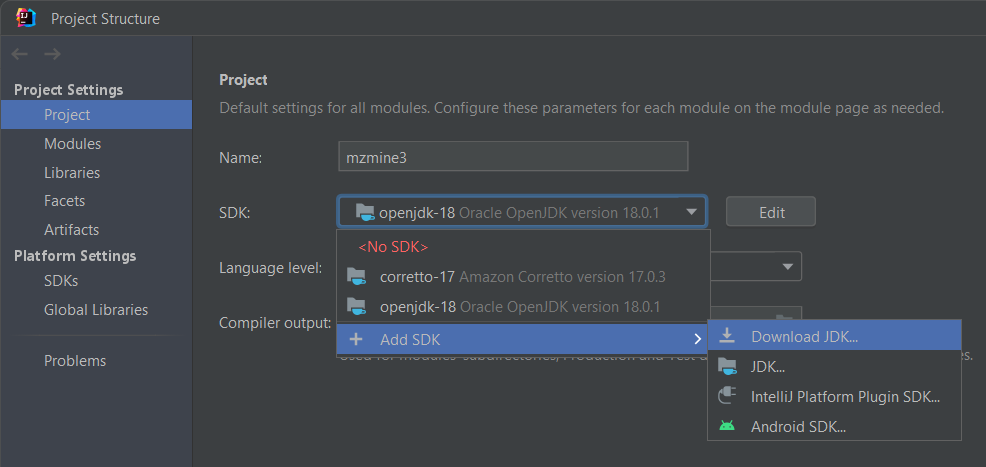 Project Structure
Project Settings
Project
Modules
Libraries
Facets
Artifacts
Platform Settings
SDKs
Global Libraries
Problems
Project
Default settings for all modules. Configure these parameters for each module on the module page as needed.
Name: mzmine3
SDK: openjdk-18 Oracle OpenJDK version 18.0.1 Edit
<No SDK>
Language level: corretto-17 Amazon Corretto version 17.0.3
openjdk-18 Oracle OpenJDK version 18.0.1
Compiler output:
Add SDK
Download JDK...
JDK...
IntelliJ Platform Plugin SDK...
Android SDK...